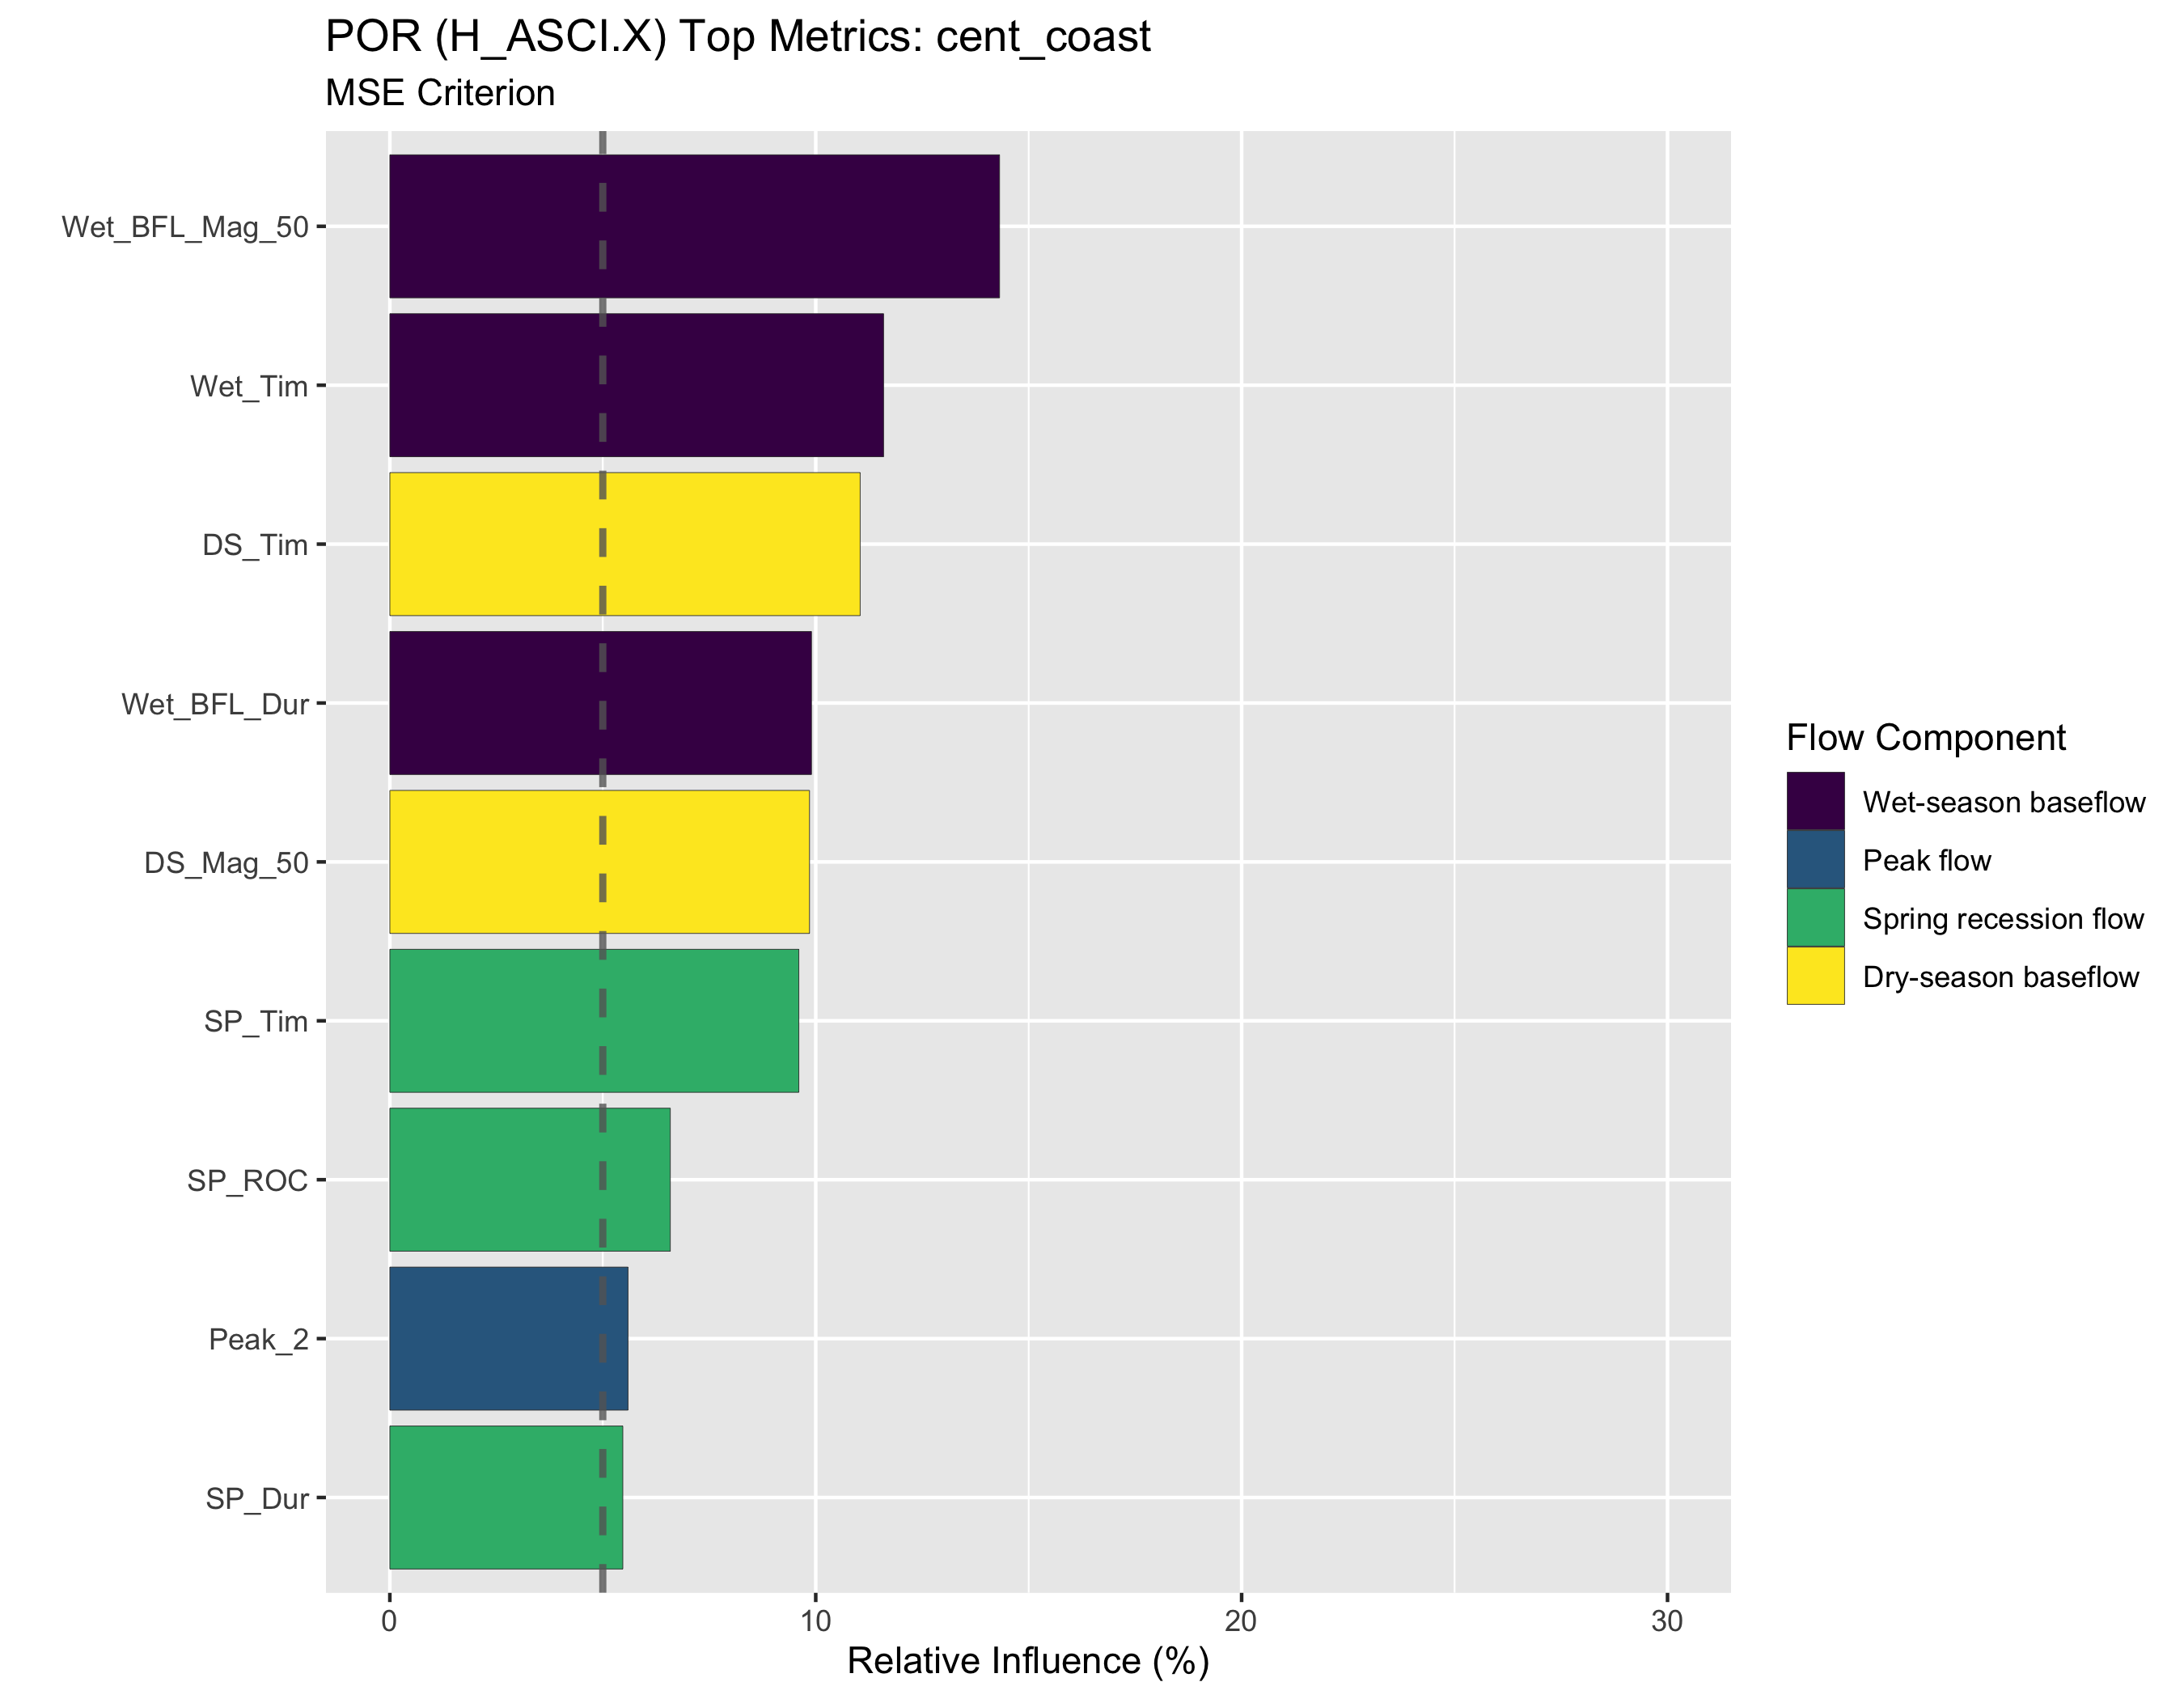 POR (H_ASCI.X) Top Metrics: cent_coast
MSE Criterion
Wet_BFL_Mag_50
Wet_Tim
DS_Tim
Wet_BFL_Dur
DS_Mag_50
SP_Tim
SP_ROC
Peak_2
SP_Dur
0
10
20
30
Relative Influence (%)
Flow Component
Wet-season baseflow
Peak flow
Spring recession flow
Dry-season baseflow